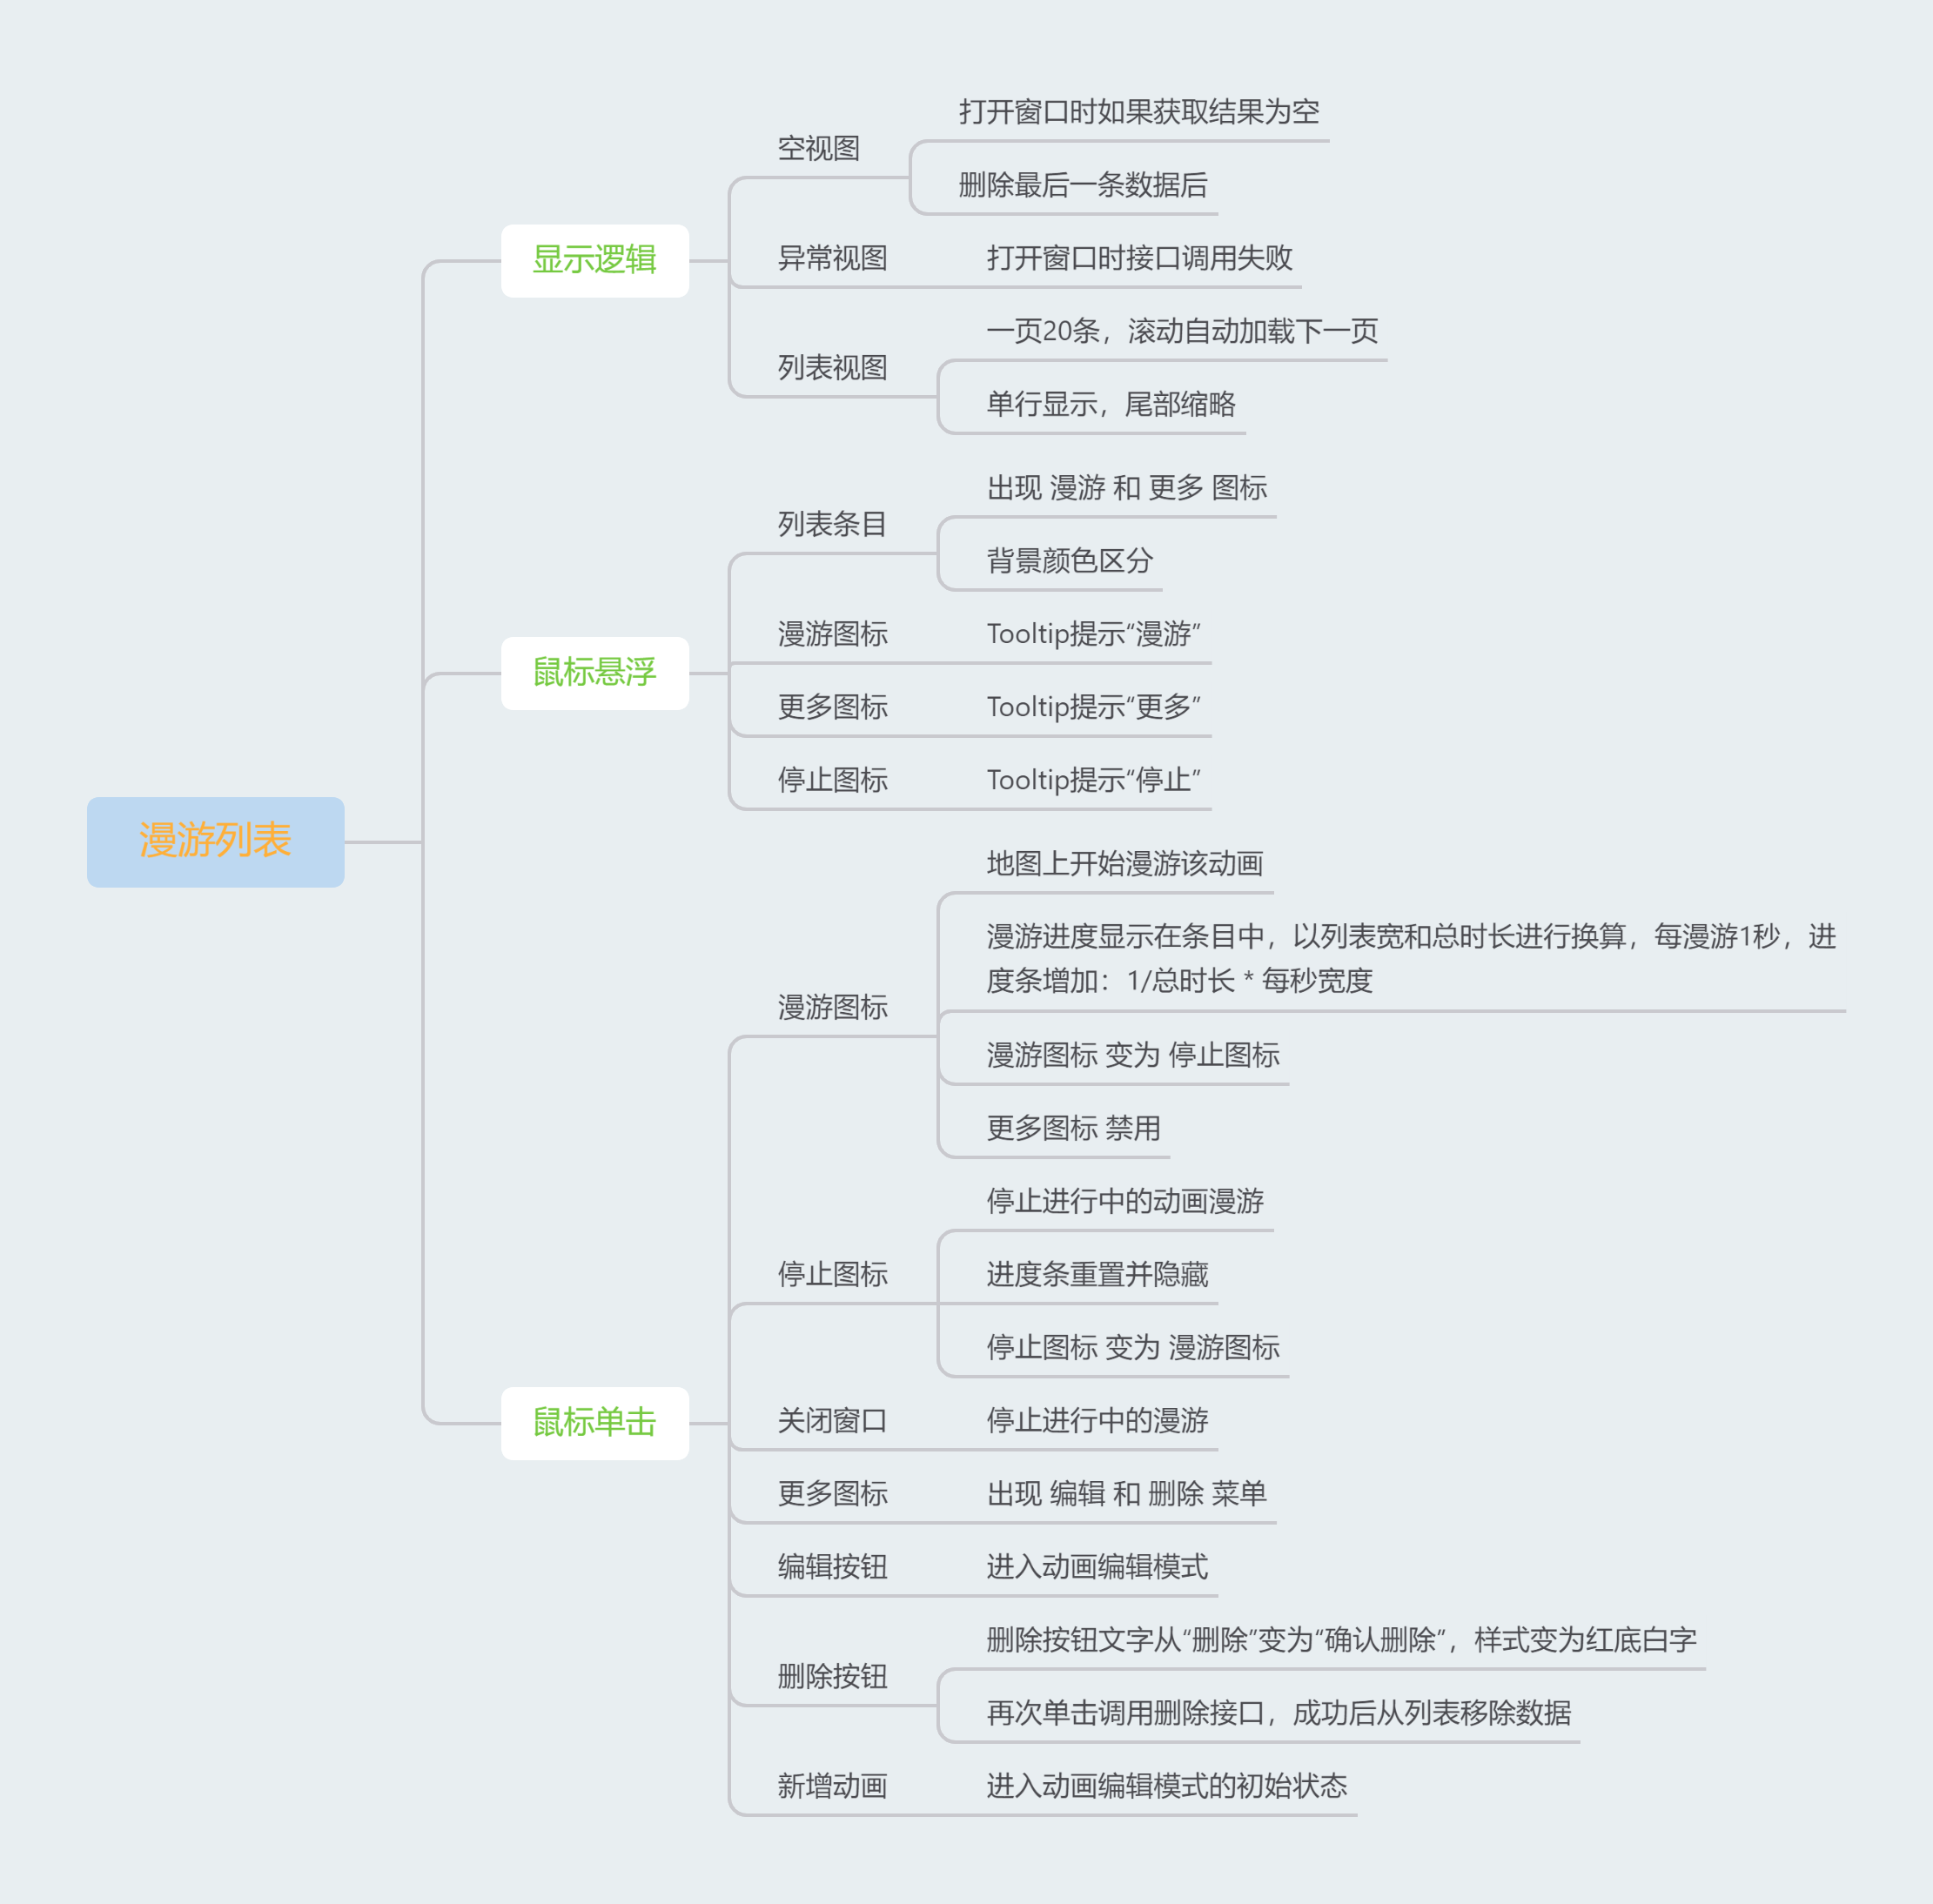 漫游列表
显示逻辑
空视图
打开窗口时如果获取结果为空
删除最后一条数据后
异常视图
打开窗口时接口调用失败
列表视图
一页20条，滚动自动加载下一页
单行显示，尾部缩略
鼠标悬浮
列表条目
出现 漫游 和 更多 图标
背景颜色区分
漫游图标
Tooltip提示“漫游”
更多图标
Tooltip提示“更多”
停止图标
Tooltip提示“停止”
鼠标单击
漫游图标
地图上开始漫游该动画
漫游进度显示在条目中，以列表宽和总时长进行换算，每漫游1秒，进
度条增加：1/总时长 * 每秒宽度
漫游图标 变为 停止图标
更多图标 禁用
停止图标
停止进行中的动画漫游
进度条重置并隐藏
停止图标 变为 漫游图标
关闭窗口
停止进行中的漫游
更多图标
出现 编辑 和 删除 菜单
编辑按钮
进入动画编辑模式
删除按钮
删除按钮文字从“删除”变为“确认删除”，样式变为红底白字
再次单击调用删除接口，成功后从列表移除数据
新增动画
进入动画编辑模式的初始状态